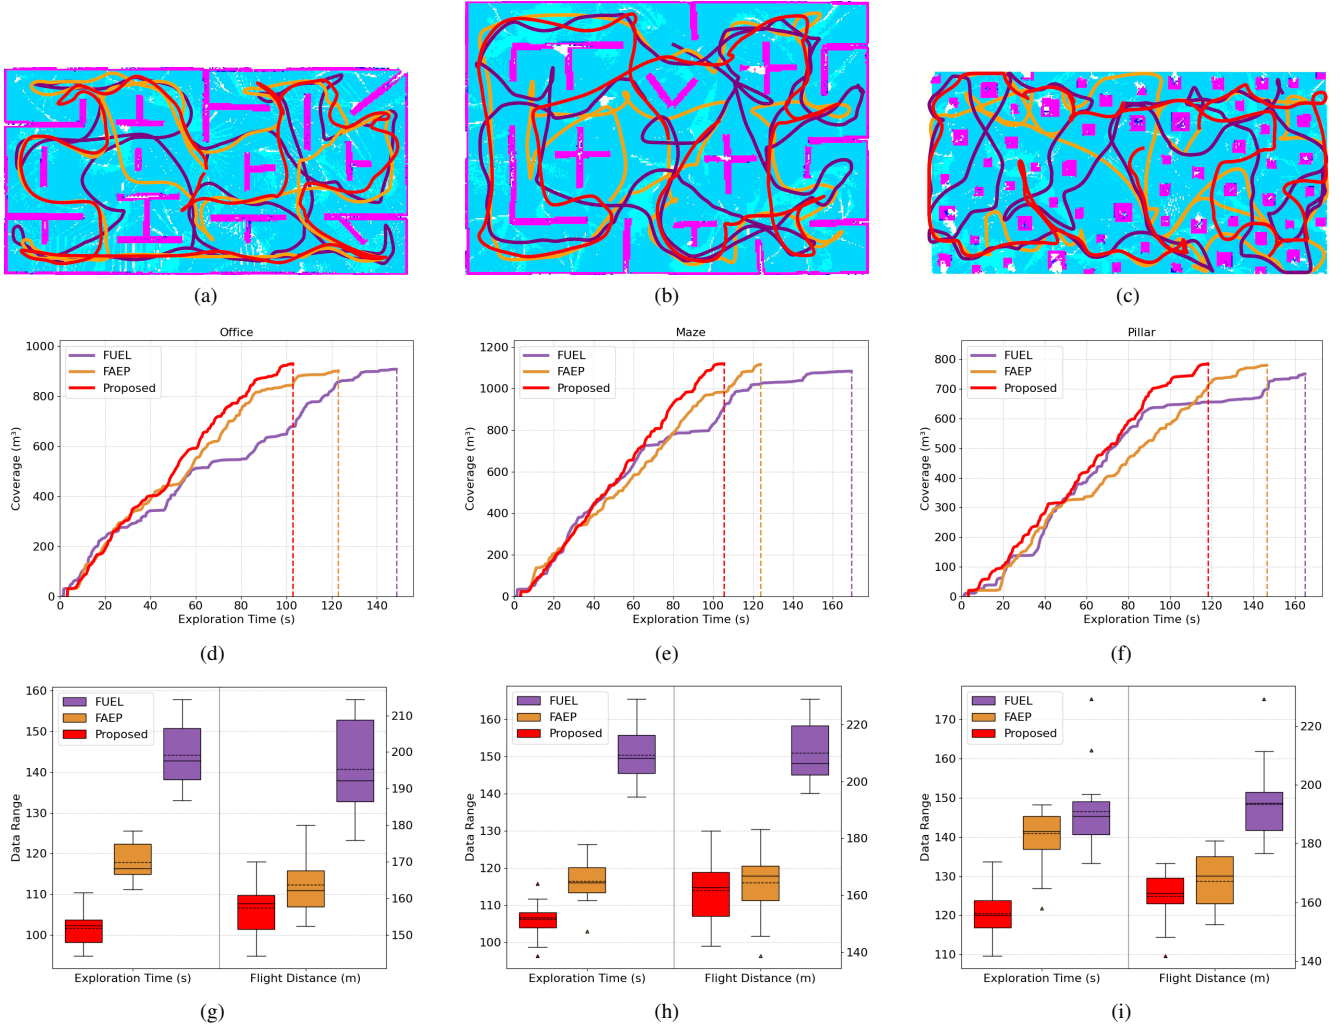 (a)
(b)
(c)
Office
1000
800
600
400
200
0
Coverage (m³)
FUEL
FAEP
Proposed
0 20 40 60 80 100 120 140
Exploration Time (s)
(d)
Maze
1200
1000
800
600
400
200
0
Coverage (m³)
FUEL
FAEP
Proposed
0 20 40 60 80 100 120 140 160
Exploration Time (s)
(e)
Pillar
800
700
600
500
400
300
200
100
0
Coverage (m³)
FUEL
FAEP
Proposed
0 20 40 60 80 100 120 140 160
Exploration Time (s)
(f)
160
150
140
130
120
110
100
Data Range
FUEL
FAEP
Proposed
210
200
190
180
170
160
150
Exploration Time (s) Flight Distance (m)
(g)
160
150
140
130
120
110
100
Data Range
FUEL
FAEP
Proposed
220
200
180
160
140
Exploration Time (s) Flight Distance (m)
(h)
170
160
150
140
130
120
110
Data Range
FUEL
FAEP
Proposed
220
200
180
160
140
Exploration Time (s) Flight Distance (m)
(i)